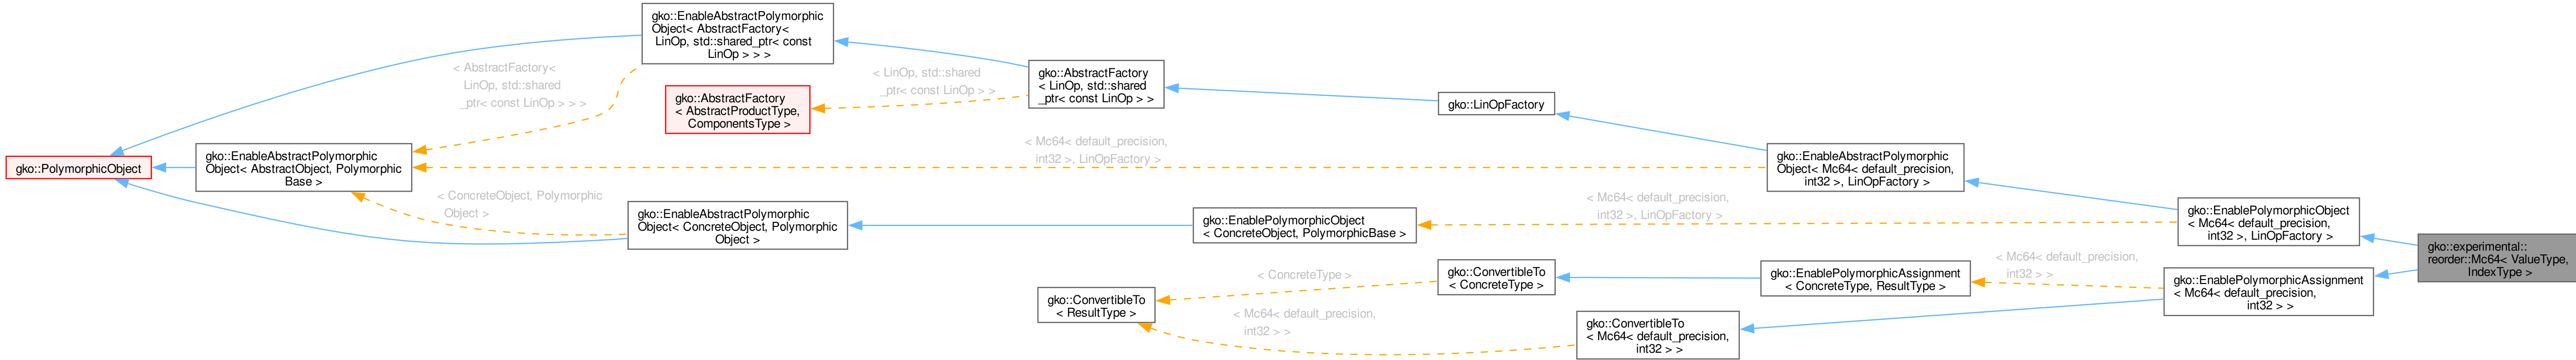 gko::EnableAbstractPolymorphic
Object< AbstractFactory<
LinOp, std::shared_ptr< const
LinOp > > >
< AbstractFactory<
LinOp, std::shared
_ptr< const LinOp > > >
gko::AbstractFactory
< AbstractProductType,
ComponentsType >
< LinOp, std::shared
_ptr< const LinOp > >
gko::AbstractFactory
< LinOp, std::shared
_ptr< const LinOp > >
gko::LinOpFactory
gko::PolymorphicObject
gko::EnableAbstractPolymorphic
Object< AbstractObject, Polymorphic
Base >
< Mc64< default_precision,
int32 >, LinOpFactory >
gko::EnableAbstractPolymorphic
Object< Mc64< default_precision,
int32 >, LinOpFactory >
< ConcreteObject, Polymorphic
Object >
gko::EnableAbstractPolymorphic
Object< ConcreteObject, Polymorphic
Object >
gko::EnablePolymorphicObject
< ConcreteObject, PolymorphicBase >
< Mc64< default_precision,
int32 >, LinOpFactory >
gko::EnablePolymorphicObject
< Mc64< default_precision,
int32 >, LinOpFactory >
gko::experimental::
reorder::Mc64< ValueType,
IndexType >
gko::ConvertibleTo
< ResultType >
< ConcreteType >
gko::ConvertibleTo
< ConcreteType >
gko::EnablePolymorphicAssignment
< ConcreteType, ResultType >
< Mc64< default_precision,
int32 > >
gko::EnablePolymorphicAssignment
< Mc64< default_precision,
int32 > >
< Mc64< default_precision,
int32 > >
gko::ConvertibleTo
< Mc64< default_precision,
int32 > >